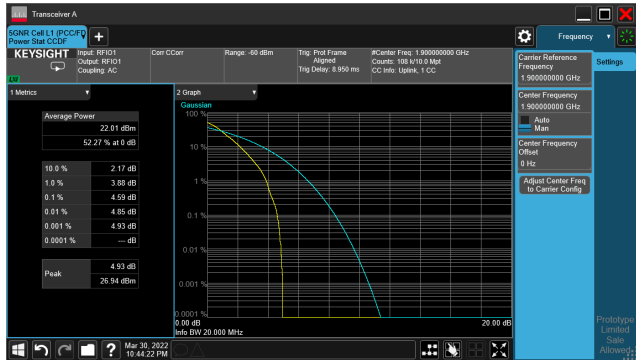 Transceiver A
5GNR Cell L1 (PCC/F
Power Stat CCDF
KEYSIGHT
LV
Input: RFIO1
Output: RFIO1
Coupling: AC
Corr CCorr
Range: -60 dBm
Trig: Prot Frame
Aligned
Trig Delay: 8.950 ms
#Center Freq: 1.900000000 GHz
Counts: 108 k/10.0 Mpt
CC Info: Uplink, 1 CC
1 Metrics
Average Power
22.01 dBm
52.27 % at 0 dB
10.0 % 2.17 dB
1.0 % 3.88 dB
0.1 % 4.59 dB
0.01 % 4.85 dB
0.001 % 4.93 dB
0.0001 % --- dB
Peak
4.93 dB
26.94 dBm
2 Graph
Gaussian
100 %
10 %
1 %
0.1 %
0.01 %
0.001 %
0.0001 %
0.00 dB 20.00 dB
Info BW 20.000 MHz
Frequency
Settings
Carrier Reference
Frequency
1.900000000 GHz
Center Frequency
1.900000000 GHz
Auto
Man
Center Frequency
Offset
0 Hz
Adjust Center Freq
to Carrier Config
Prototype
Limited
Sale
Allowed
?
Mar 30, 2022
10:44:22 PM